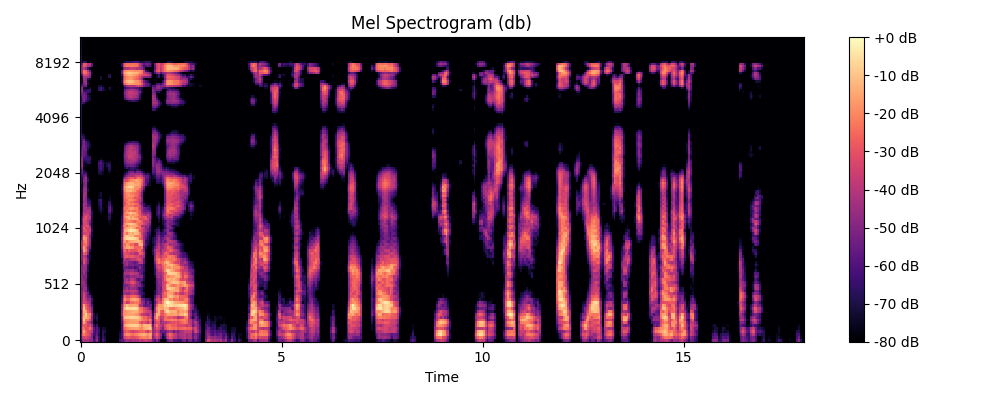 Mel Spectrogram (db)
8192
4096
2048
1024
512
0
Hz
0 5 10 15
Time
+0 dB
-10 dB
-20 dB
-30 dB
-40 dB
-50 dB
-60 dB
-70 dB
-80 dB